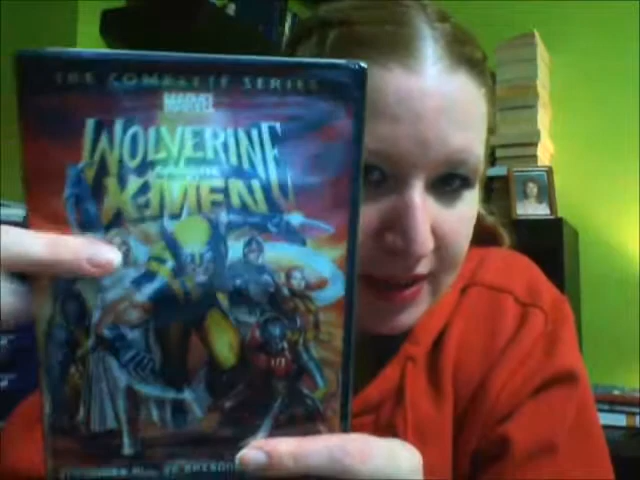 THE COMPLETE SERIES
MARVEL
WOLVERINE
AND THE
X-MEN